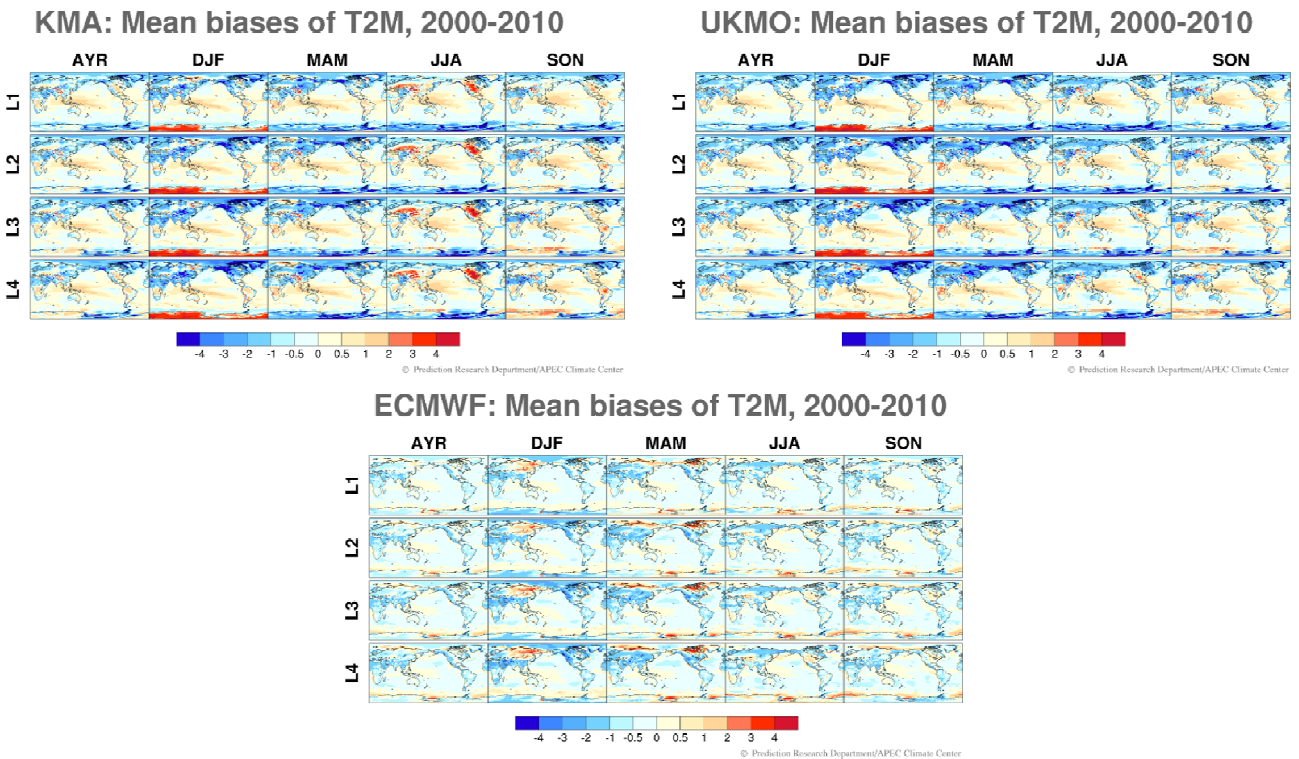 KMA: Mean biases of T2M, 2000-2010
AYR DJF MAM JJA SON
L1
L2
L3
L4
-4 -3 -2 -1 -0.5 0 0.5 1 2 3 4
© Prediction Research Department/APEC Climate Center
UKMO: Mean biases of T2M, 2000-2010
AYR DJF MAM JJA SON
L1
L2
L3
L4
-4 -3 -2 -1 -0.5 0 0.5 1 2 3 4
© Prediction Research Department/APEC Climate Center
ECMWF: Mean biases of T2M, 2000-2010
AYR DJF MAM JJA SON
L1
L2
L3
L4
-4 -3 -2 -1 -0.5 0 0.5 1 2 3 4
© Prediction Research Department/APEC Climate Center